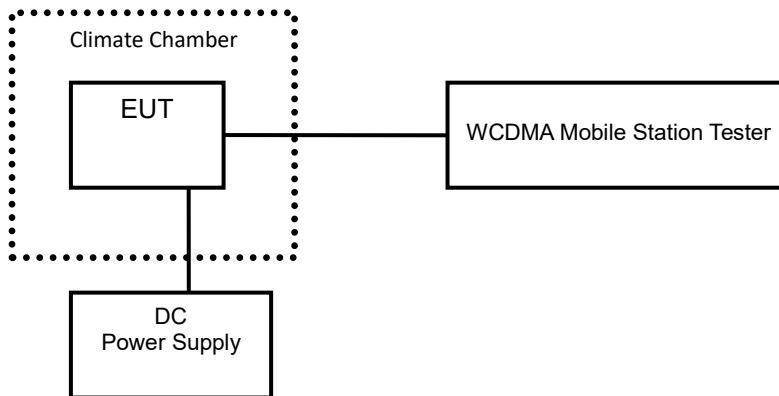 Climate Chamber
EUT
WCDMA Mobile Station Tester
DC
Power Supply